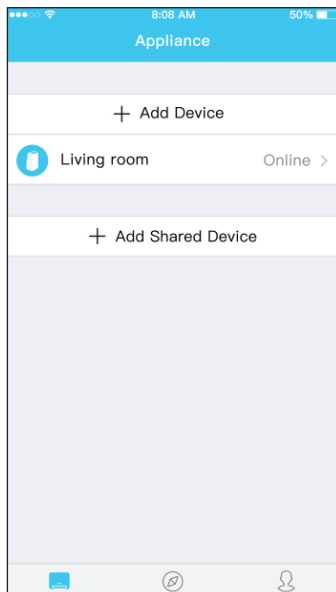 8:08 AM
50%
Appliance
+ Add Device
Living room
Online >
+ Add Shared Device